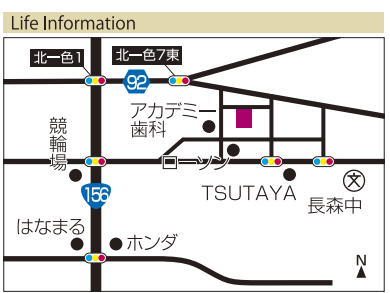 Life Information
北一色1
北一色7東
92
アカデミー
歯科
競輪場
ローソン
TSUTAYA
文
長森中
156
はなまる
ホンダ
N